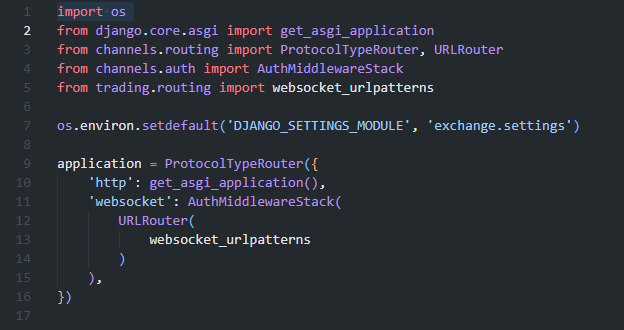 1 import os
2 from django.core.asgi import get_asgi_application
3 from channels.routing import ProtocolTypeRouter, URLRouter
4 from channels.auth import AuthMiddlewareStack
5 from trading.routing import websocket_urlpatterns
6
7 os.environ.setdefault('DJANGO_SETTINGS_MODULE', 'exchange.settings')
8
9 application = ProtocolTypeRouter({
10     'http': get_asgi_application(),
11     'websocket': AuthMiddlewareStack(
12         URLRouter(
13             websocket_urlpatterns
14         )
15     ),
16 })
17